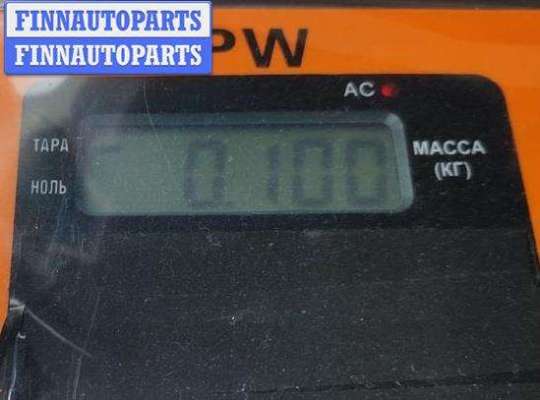 FINNAUTOPARTS
FINNAUTOPARTS
PW
AC
ТАРА
0.100
МАССА
НОЛЬ
(КГ)